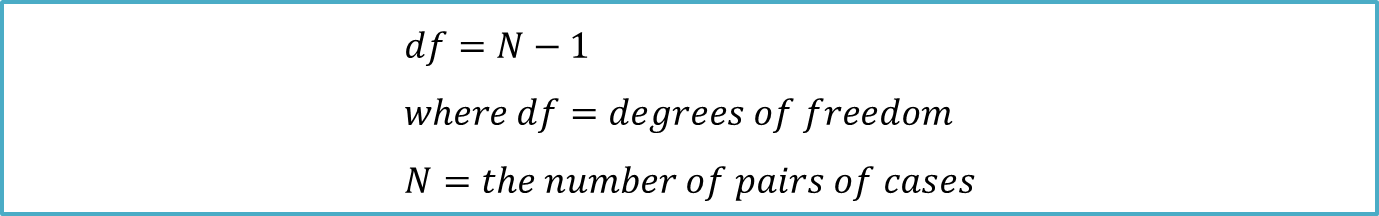 df = N − 1
where df = degrees of freedom
N = the number of pairs of cases